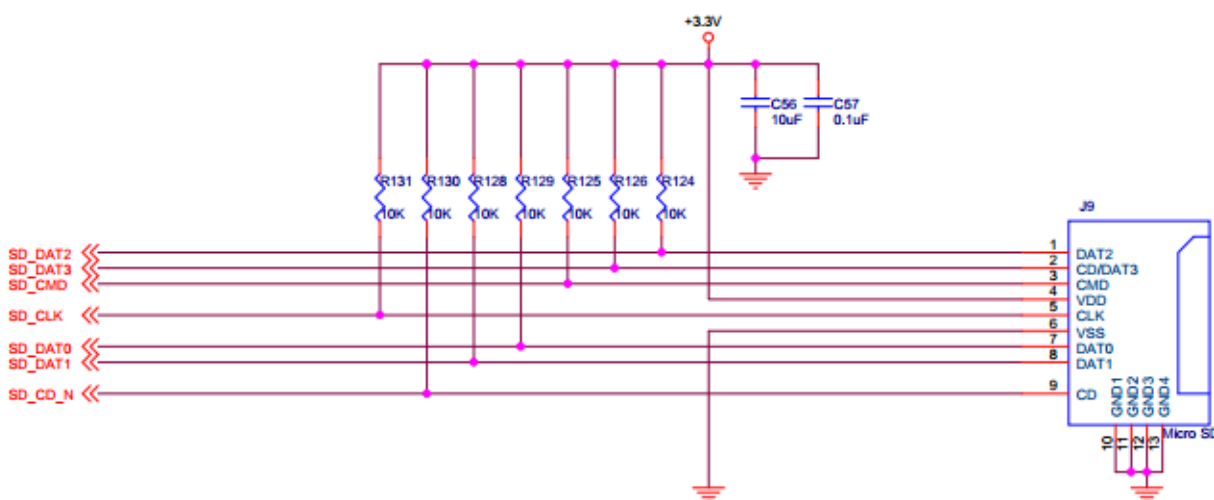 +3.3V
C56
10uF
C57
0.1uF
R131
10K
R130
10K
R128
10K
R129
10K
R125
10K
R126
10K
R124
10K
J9
SD_DAT2
1
DAT2
SD_DAT3
2
CD/DAT3
SD_CMD
3
CMD
4
VDD
SD_CLK
5
CLK
6
VSS
SD_DAT0
7
DAT0
SD_DAT1
8
DAT1
SD_CD_N
9
CD
GND1
GND2
GND3
GND4
10
11
12
13
Micro SD